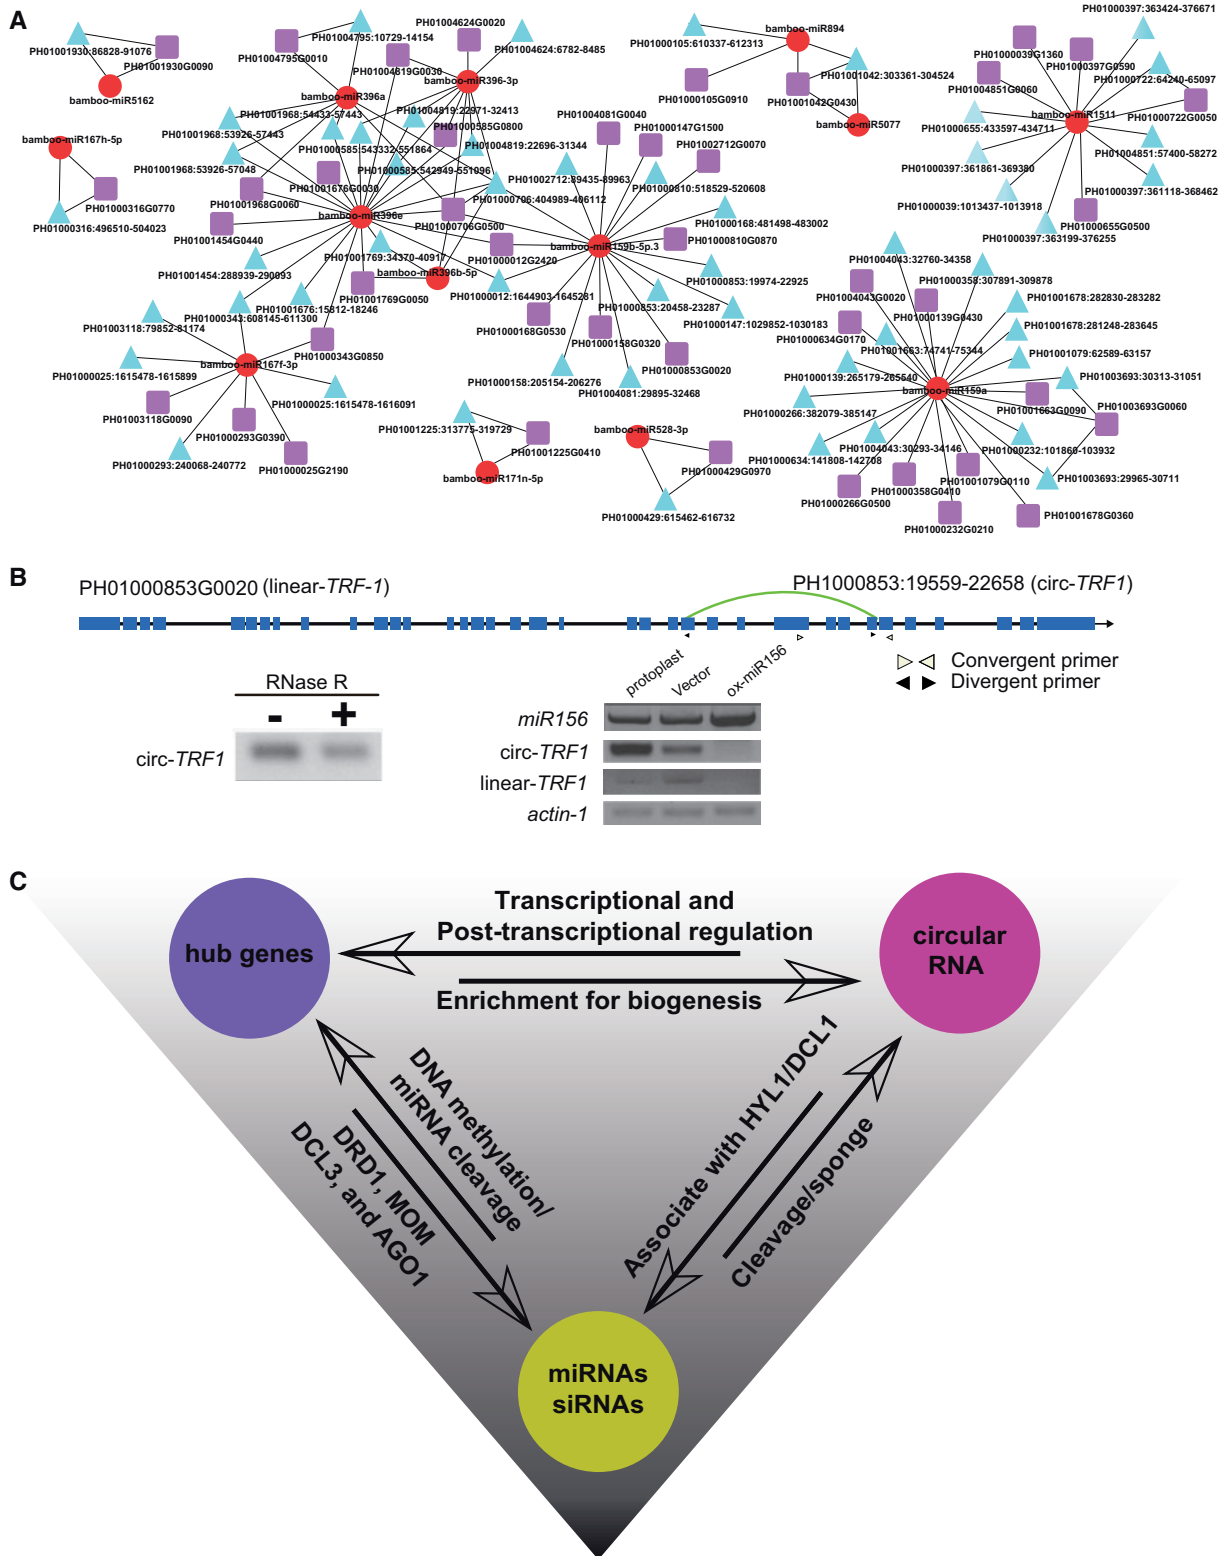 A
PH01001930:86828-91076
PH01001930G0090
bamboo-miR5162
PH01004795:10729-14154
PH01004795G0010
PH01004624G0020
PH01004624:6782-8485
PH01004819G0030
bamboo-miR396-3p
bamboo-miR396a
PH01004819:22971-32413
PH01001968:54433-57443
PH01001968:53926-57443
PH01000585G0800
PH01000585:543332-551864
PH01004819:22696-31344
PH01001968:53926-57048
PH01000585:542949-551096
PH01001676G0030
PH01001968G0060
PH01000706:404989-406112
bamboo-miR396e
PH01000706G0500
PH01001454G0440
PH01000012G2420
PH01001769:34370-40917
bamboo-miR396b-5p
PH01001454:288939-290093
PH01001769G0050
PH01000012:1644903-1645281
PH01001676:15812-18246
PH01000343:608145-611300
PH01000343G0850
bamboo-miR167h-5p
PH01000316G0770
PH01000316:496510-504023
PH01003118:79852-81174
PH01000025:1615478-1615899
bamboo-miR167f-3p
PH01000025:1615478-1616091
PH01003118G0090
PH01000293G0390
PH01000293:240068-240772
PH01000025G2190
PH01004081G0040
PH01000147G1500
PH01002712G0070
PH01002712:89435-89963
PH01000810:518529-520608
PH01000168:481498-483002
PH01000810G0870
bamboo-miR159b-5p.3
PH01000853:19974-22925
PH01000853:20458-23287
PH01000147:1029852-1030183
PH01000168G0530
PH01000158G0320
PH01000853G0020
PH01000158:205154-206276
PH01004081:29895-32468
PH01001225:313775-319729
PH01001225G0410
bamboo-miR171n-5p
bamboo-miR528-3p
PH01000429G0970
PH01000429:615462-616732
PH01000105:610337-612313
bamboo-miR894
PH01001042:303361-304524
PH01000105G0910
PH01001042G0430
bamboo-miR5077
PH01000397:363424-376671
PH01000039G1360
PH01000397G0590
PH01004851G0060
PH01000722:64240-65097
PH01000722G0050
PH01000655:433597-434711
bamboo-miR1511
PH01004851:57400-58272
PH01000397:361861-369380
PH01000397:361118-368462
PH01000039:1013437-1013918
PH01000655G0500
PH01000397:363199-376255
PH01004043:32760-34358
PH01000358:307891-309878
PH01004043G0020
PH01000139G0430
PH01001678:282830-283282
PH01000634G0170
PH01001678:281248-283645
PH01001663:74741-75344
PH01001079:62589-63157
PH01000139:265179-265640
PH01003693:30313-31051
bamboo-miR159a
PH01001663G0090
PH01003693G0060
PH01000266:382079-385147
PH01000634:141808-142708
PH01004043:30293-34146
PH01000232:101860-103932
PH01001079G0110
PH01003693:29965-30711
PH01000358G0410
PH01000266G0500
PH01000232G0210
PH01001678G0360
B
PH01000853G0020 (linear-TRF-1)
PH1000853:19559-22658 (circ-TRF1)
Convergent primer
Divergent primer
RNase R
- +
circ-TRF1
protoplast Vector ox-miR156
miR156
circ-TRF1
linear-TRF1
actin-1
C
hub genes
Transcriptional and
Post-transcriptional regulation
Enrichment for biogenesis
circular
RNA
DNA methylation/
miRNA cleavage
DRD1, MOM
DCL3, and AGO1
Associate with HYL1/DCL1
Cleavage/sponge
miRNAs
siRNAs